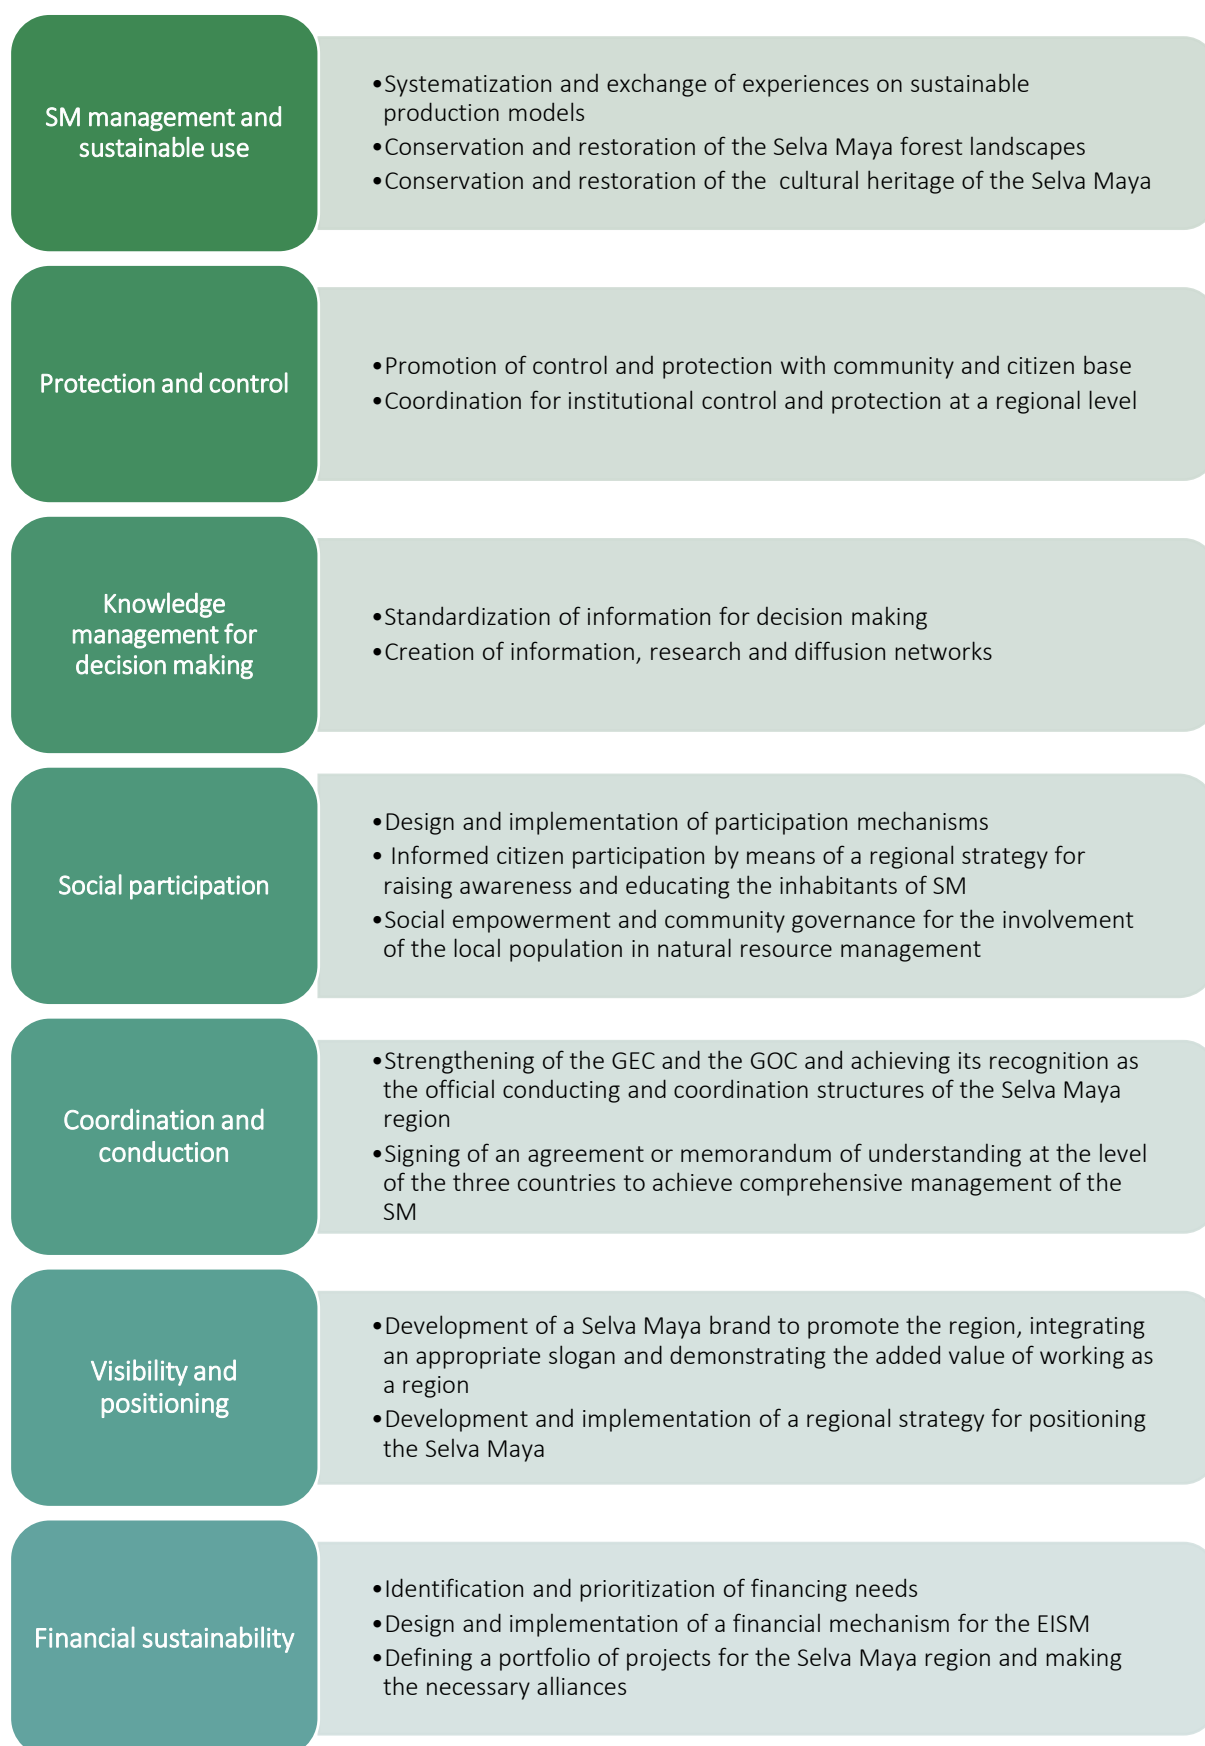 SM management and
sustainable use
•Systematization and exchange of experiences on sustainable
production models
•Conservation and restoration of the Selva Maya forest landscapes
•Conservation and restoration of the  cultural heritage of the Selva Maya
Protection and control
•Promotion of control and protection with community and citizen base
•Coordination for institutional control and protection at a regional level
Knowledge
management for
decision making
•Standardization of information for decision making
•Creation of information, research and diffusion networks
Social participation
•Design and implementation of participation mechanisms
• Informed citizen participation by means of a regional strategy for
raising awareness and educating the inhabitants of SM
•Social empowerment and community governance for the involvement
of the local population in natural resource management
Coordination and
conduction
•Strengthening of the GEC and the GOC and achieving its recognition as
the official conducting and coordination structures of the Selva Maya
region
•Signing of an agreement or memorandum of understanding at the level
of the three countries to achieve comprehensive management of the
SM
Visibility and
positioning
•Development of a Selva Maya brand to promote the region, integrating
an appropriate slogan and demonstrating the added value of working as
a region
•Development and implementation of a regional strategy for positioning
the Selva Maya
Financial sustainability
•Identification and prioritization of financing needs
•Design and implementation of a financial mechanism for the EISM
•Defining a portfolio of projects for the Selva Maya region and making
the necessary alliances